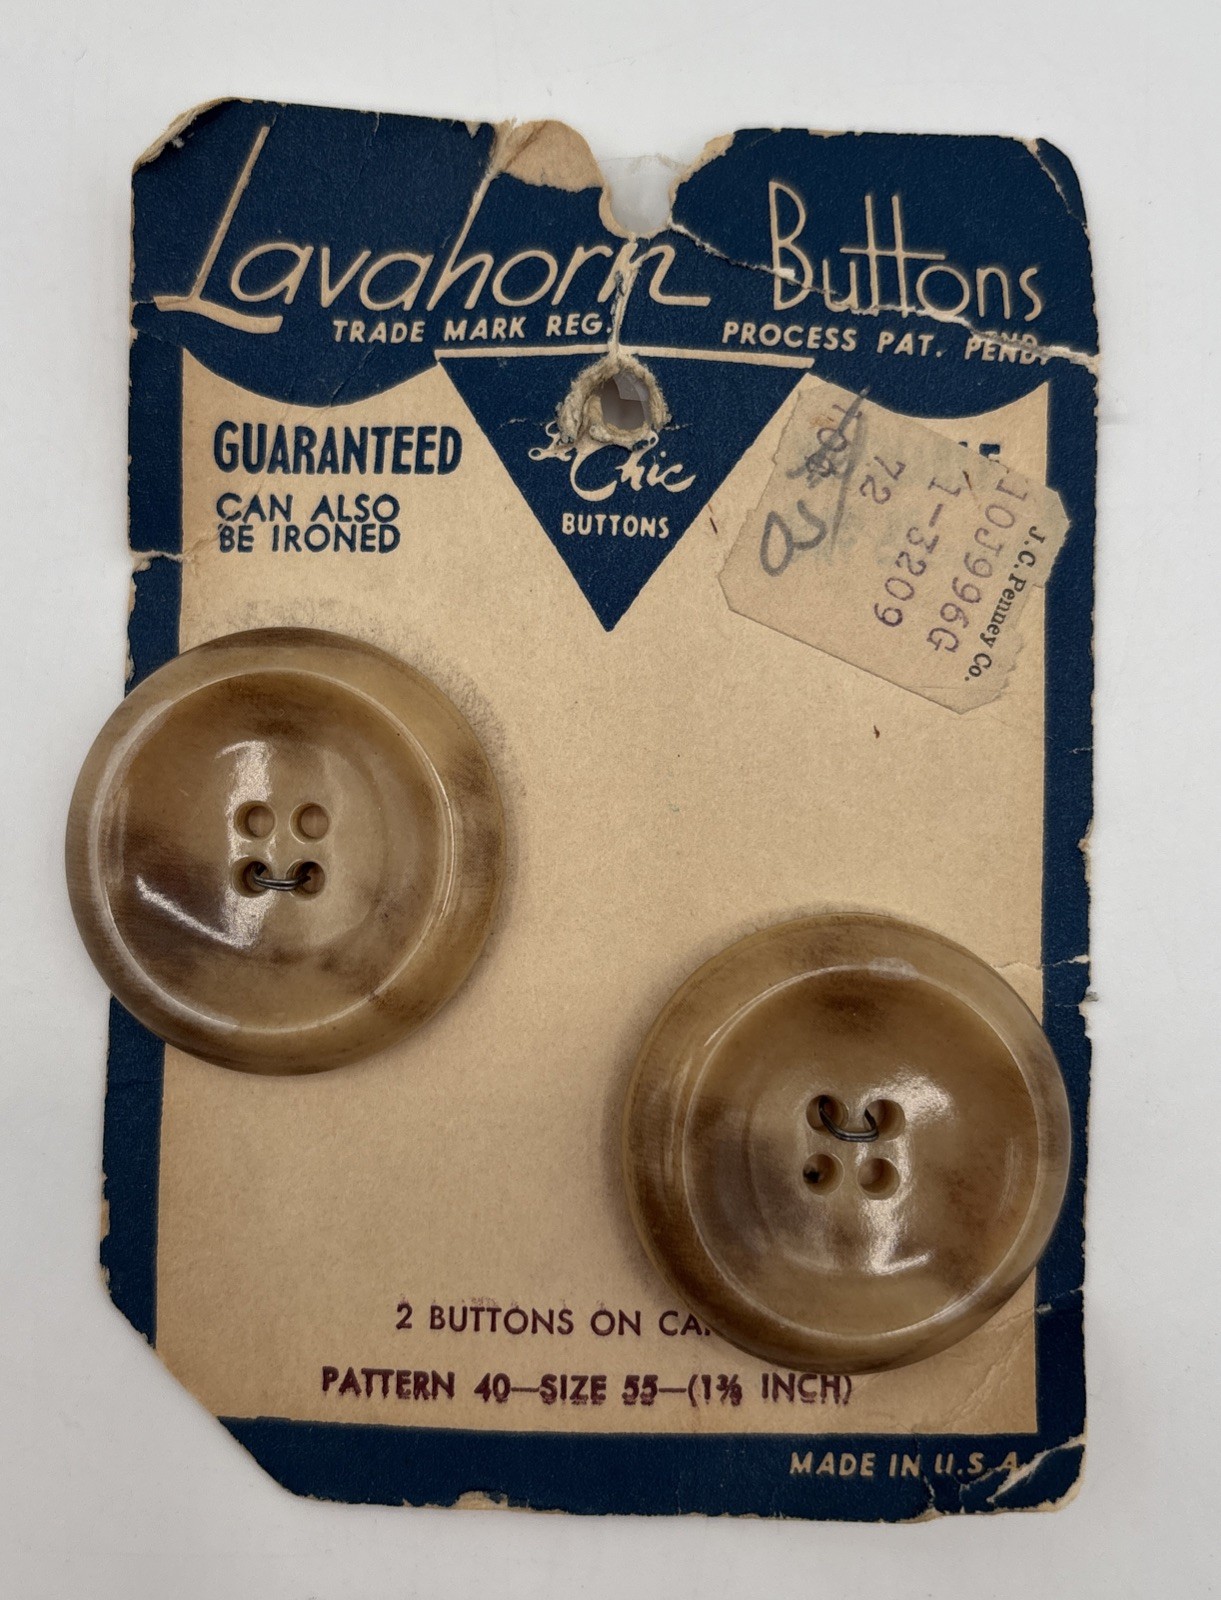 Lavahorn Buttons
TRADE MARK REG. PROCESS PAT. PEND.
GUARANTEED
CAN ALSO
BE IRONED
Chic
BUTTONS
J.C. Penney Co.
10J996G
1-3209
72
2 BUTTONS ON CA
PATTERN 40—SIZE 55—(1⅜ INCH)
MADE IN U.S.A.